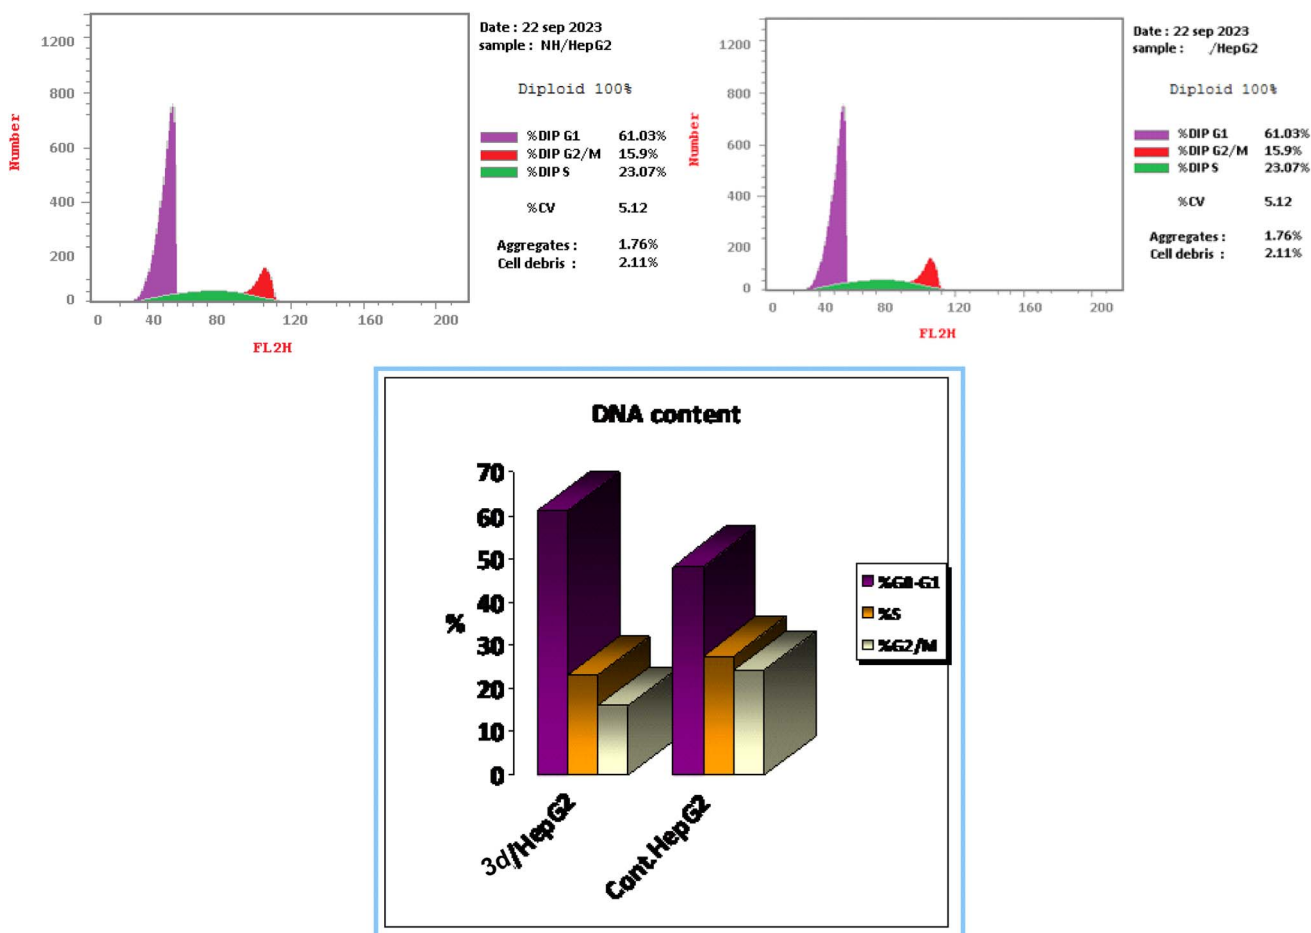 1200
800
600
400
200
0
Number
0 40 80 120 160 200
FL2H
Date : 22 sep 2023
sample : NH/HepG2
Diploid 100%
%DIP G1 61.03%
%DIP G2/M 15.9%
%DIP S 23.07%
%CV 5.12
Aggregates : 1.76%
Cell debris : 2.11%
1200
800
600
400
200
0
Number
0 40 80 120 160 200
FL2H
Date : 22 sep 2023
sample : /HepG2
Diploid 100%
%DIP G1 61.03%
%DIP G2/M 15.9%
%DIP S 23.07%
%CV 5.12
Aggregates : 1.76%
Cell debris : 2.11%
DNA content
70
60
50
40
30
20
10
0
%
3d/HepG2
Cont.HepG2
%G0-G1
%S
%G2/M